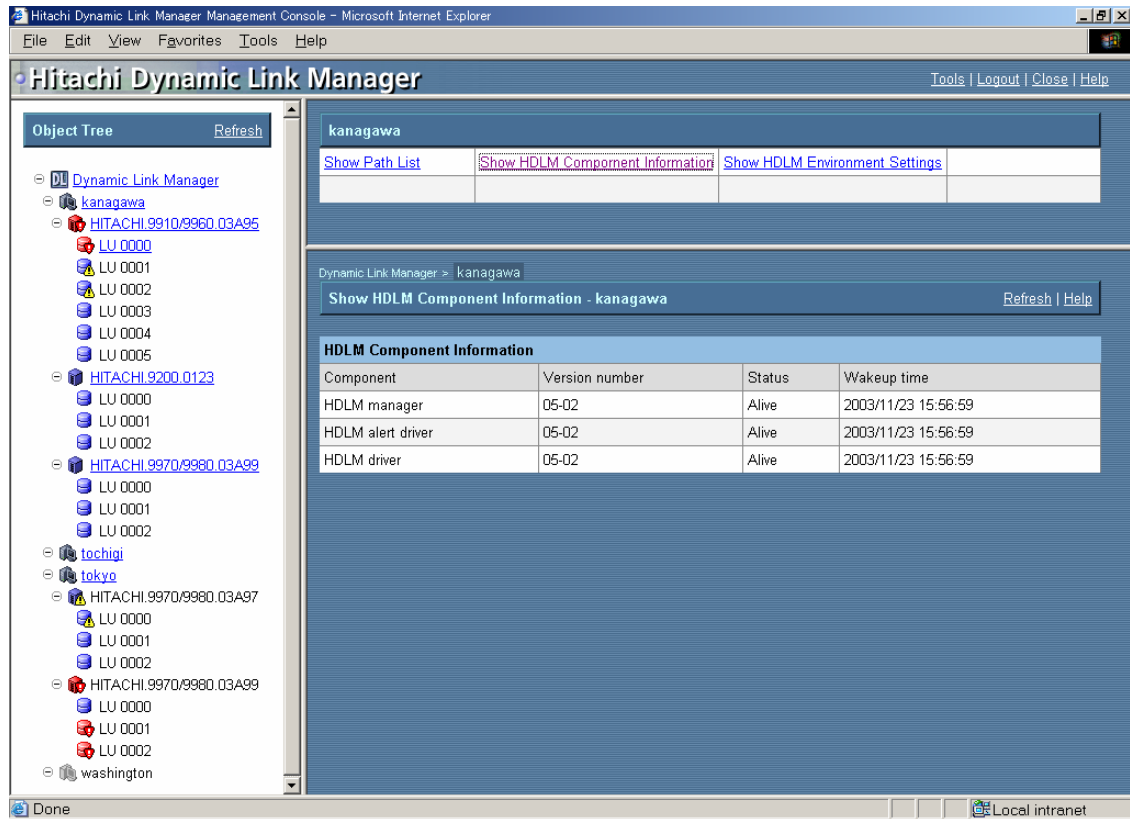 Hitachi Dynamic Link Manager Management Console - Microsoft Internet Explorer
File Edit View Favorites Tools Help
Hitachi Dynamic Link Manager
Tools | Logout | Close | Help
Object Tree Refresh
DL Dynamic Link Manager
kanagawa
HITACHI.9910/9960.03A95
LU 0000
LU 0001
LU 0002
LU 0003
LU 0004
LU 0005
HITACHI.9200.0123
LU 0000
LU 0001
LU 0002
HITACHI.9970/9980.03A99
LU 0000
LU 0001
LU 0002
tochigi
tokyo
HITACHI.9970/9980.03A97
LU 0000
LU 0001
LU 0002
HITACHI.9970/9980.03A99
LU 0000
LU 0001
LU 0002
washington
kanagawa
Show Path List Show HDLM Compornent Information Show HDLM Environment Settings
Dynamic Link Manager > kanagawa
Show HDLM Component Information - kanagawa Refresh | Help
HDLM Component Information
Component Version number Status Wakeup time
HDLM manager 05-02 Alive 2003/11/23 15:56:59
HDLM alert driver 05-02 Alive 2003/11/23 15:56:59
HDLM driver 05-02 Alive 2003/11/23 15:56:59
Done Local intranet